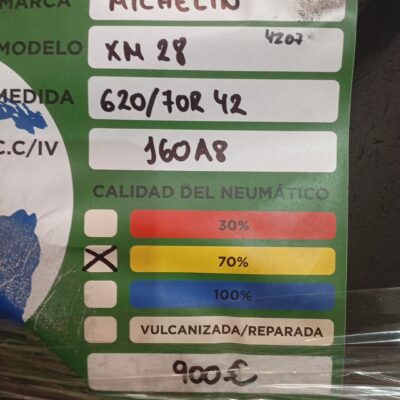 MARCA MICHELIN
MODELO XM 28 4207
MEDIDA 620/70R 42
C.C/IV 160A8
CALIDAD DEL NEUMÁTICO
30%
70%
100%
VULCANIZADA/REPARADA
900€